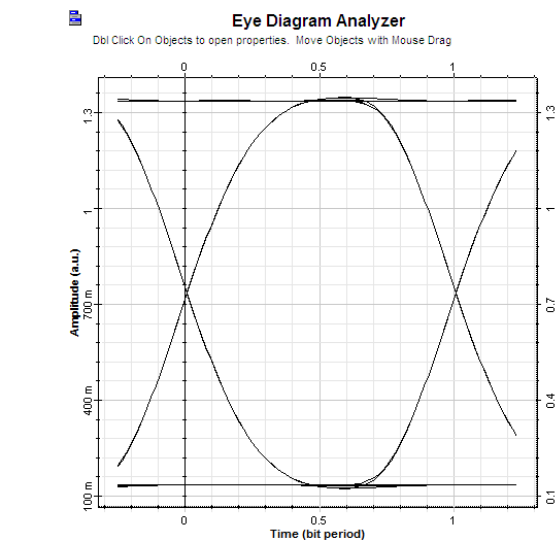 Eye Diagram Analyzer
Dbl Click On Objects to open properties. Move Objects with Mouse Drag
0 0.5 1
1.3 1.3
1 1
700 m 0.7
400 m 0.4
100 m 0.1
Amplitude (a.u.)
0 0.5 1
Time (bit period)